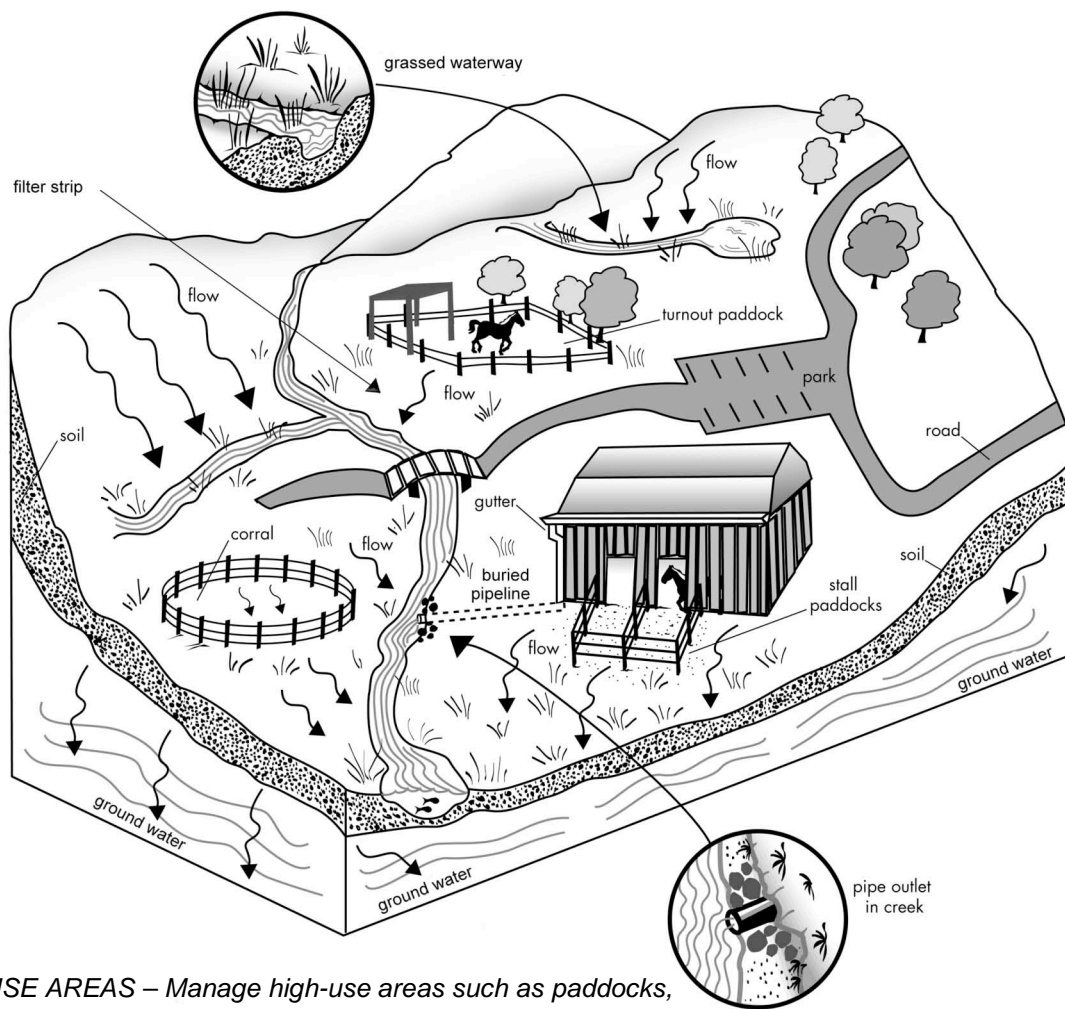 grassed waterway
flow
filter strip
flow
turnout paddock
flow
park
soil
road
gutter
corral
flow
buried
pipeline
soil
stall
paddocks
flow
ground water
ground water
ground water
pipe outlet
in creek
USE AREAS – Manage high-use areas such as paddocks,